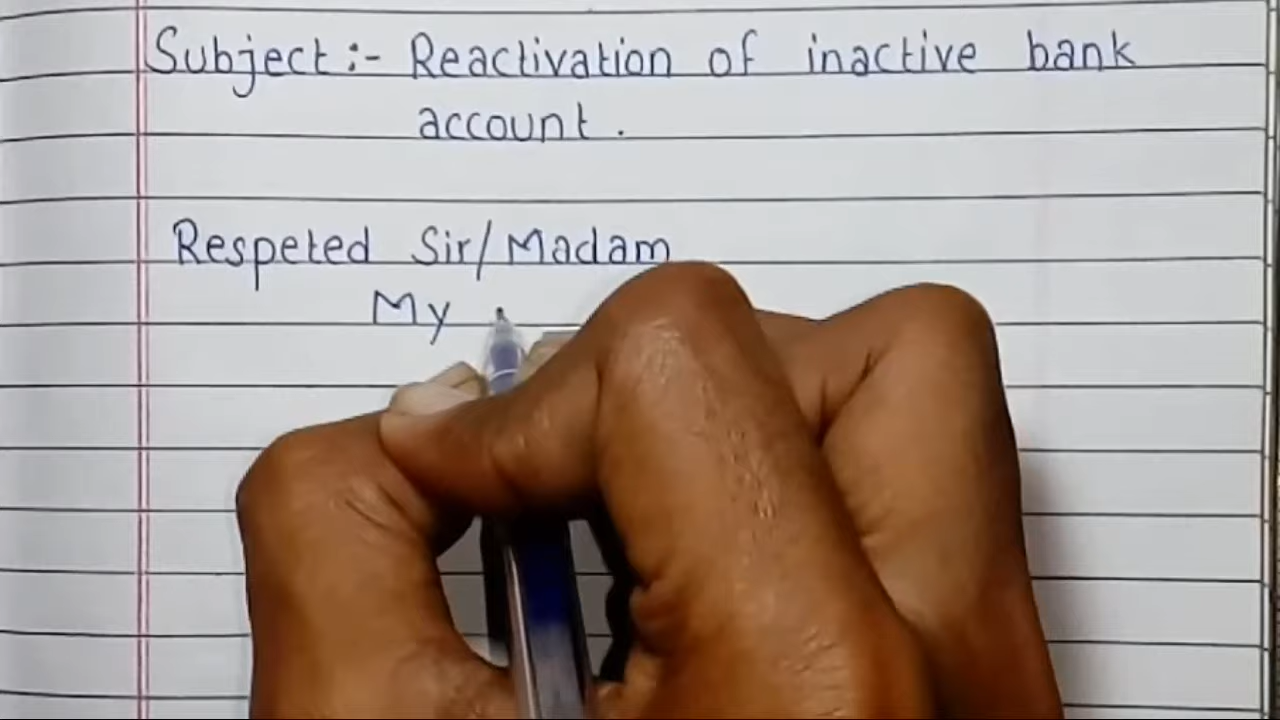 Subject:- Reactivation of inactive bank
account.
Respeted Sir/Madam
My